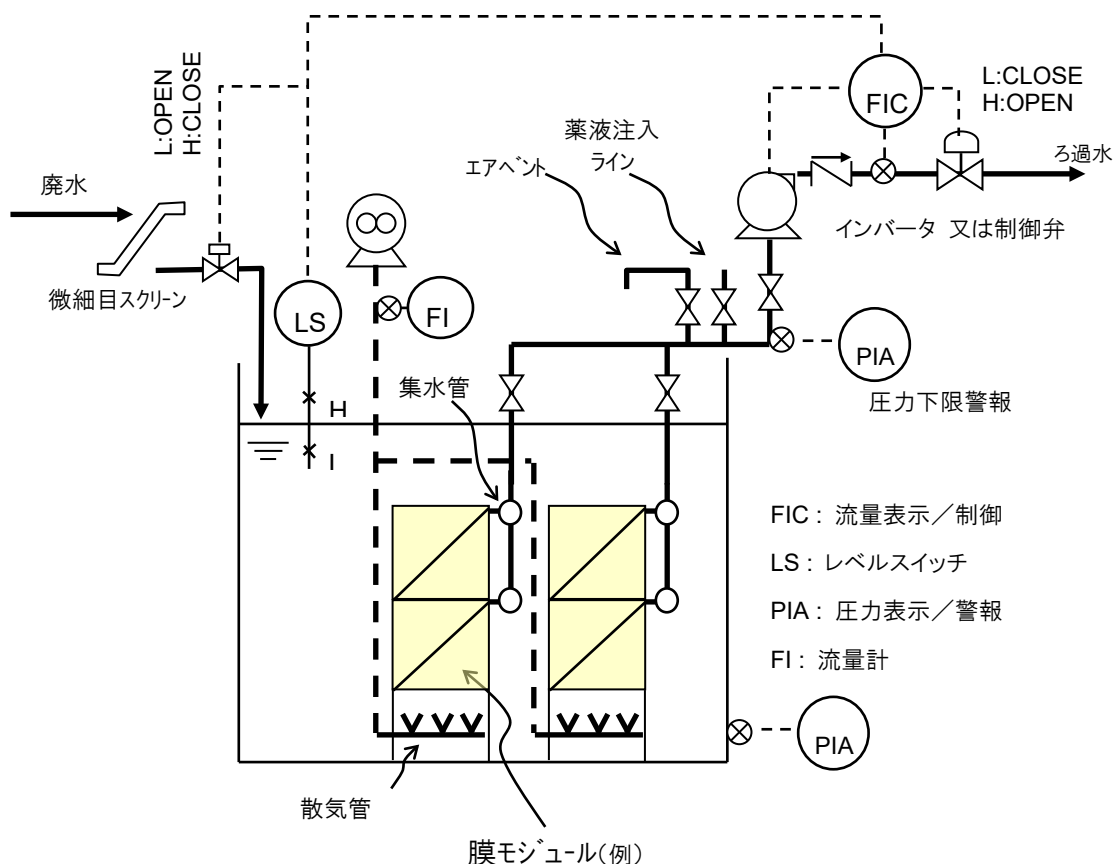 L:OPEN
H:CLOSE
FIC
L:CLOSE
H:OPEN
薬液注入
ライン
エアベント
ろ過水
廃水
インバータ 又は制御弁
微細目スクリーン
LS
FI
PIA
集水管
圧力下限警報
H
I
FIC : 流量表示／制御
LS : レベルスイッチ
PIA : 圧力表示／警報
FI : 流量計
PIA
散気管
膜モジュール(例)